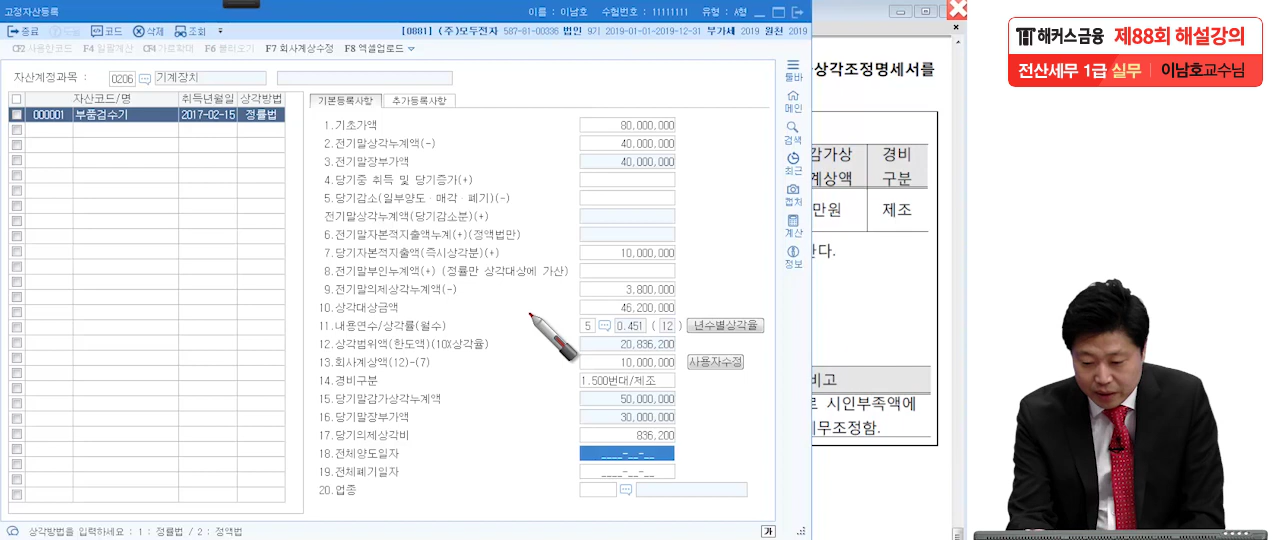 고정자산등록
이름 : 이남호 수험번호 : 11111111 유형 : A형
종료 도움 코드 삭제 조회
[0881] (주)모두전자 587-81-00336 법인 9기 2019-01-01~2019-12-31 부가세 2019 원천 2019
CF2 사용된코드 F4 일괄계산 CF4 가로확대 F6 불러오기 F7 회사계상수정 F8 엑셀업로드
자산계정과목 : 0206 기계장치
자산코드/명 취득년월일 상각방법
000001 부품검수기 2017-02-15 정률법
기본등록사항 추가등록사항
1.기초가액 80,000,000
2.전기말상각누계액(-) 40,000,000
3.전기말장부가액 40,000,000
4.당기중 취득 및 당기증가(+)
5.당기감소(일부양도·매각·폐기)(-)
전기말상각누계액(당기감소분)(+)
6.전기말자본적지출액누계(+)(정액법만)
7.당기자본적지출액(즉시상각분)(+) 10,000,000
8.전기말부인누계액(+) (정률만 상각대상에 가산)
9.전기말의제상각누계액(-) 3,800,000
10.상각대상금액 46,200,000
11.내용연수/상각률(월수) 5 0.451 ( 12 ) 년수별상각율
12.상각범위액(한도액)(10X상각율) 20,836,200
13.회사계상액(12)-(7) 10,000,000 사용자수정
14.경비구분 1.500번대/제조
15.당기말감가상각누계액 50,000,000
16.당기말장부가액 30,000,000
17.당기의제상각비 836,200
18.전체양도일자 ____-__-__
19.전체폐기일자 ____-__-__
20.업종
상각방법을 입력하세요 : 1 : 정률법 / 2 : 정액법
가
툴바
메인
검색
최근
캡처
계산
정보
상각조정명세서를
감가상 경비
계상액 구분
만원 제조
한다.
비고
로 시인부족액에
세무조정함.
해커스금융 제88회 해설강의
전산세무 1급 실무 이남호교수님